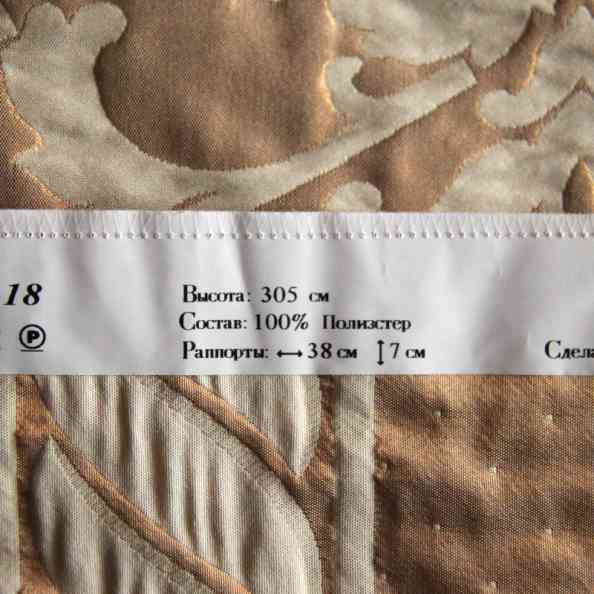 18
Высота: 305 см
Состав: 100% Полиэстер
P
Раппорты: ↔ 38 см ↕ 7 см